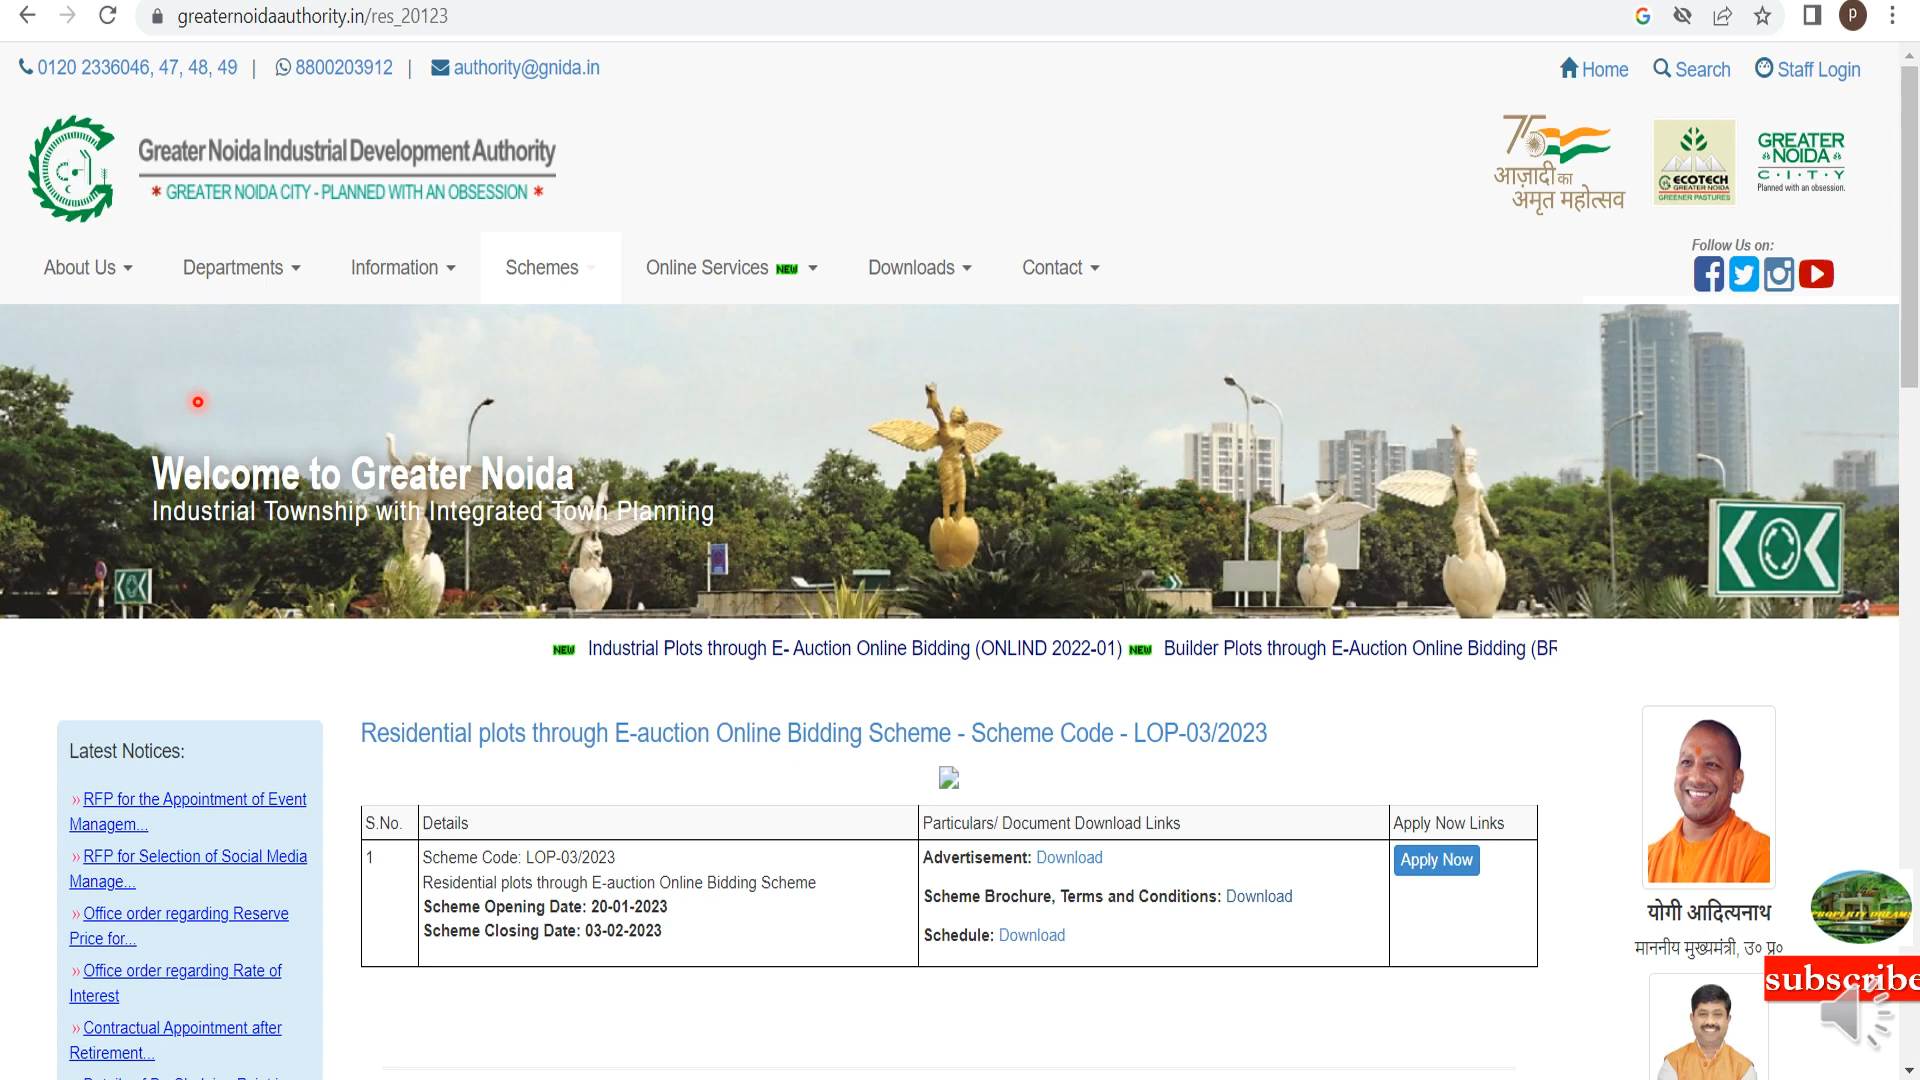 greaternoidaauthority.in/res_20123
p
0120 2336046, 47, 48, 49 | 8800203912 | authority@gnida.in
Home Search Staff Login
Greater Noida Industrial Development Authority
* GREATER NOIDA CITY - PLANNED WITH AN OBSESSION *
75
आज़ादी का
अमृत महोत्सव
ECOTECH
GREATER NOIDA
GREENER PASTURES
GREATER
NOIDA
C·I·T·Y
Planned with an obsession.
Follow Us on:
About Us Departments Information Schemes Online Services NEW Downloads Contact
Welcome to Greater Noida
Industrial Township with Integrated Town Planning
NEW Industrial Plots through E- Auction Online Bidding (ONLIND 2022-01) NEW Builder Plots through E-Auction Online Bidding (BR
Latest Notices:
» RFP for the Appointment of Event
Managem...
» RFP for Selection of Social Media
Manage...
» Office order regarding Reserve
Price for...
» Office order regarding Rate of
Interest
» Contractual Appointment after
Retirement...
Residential plots through E-auction Online Bidding Scheme - Scheme Code - LOP-03/2023
S.No. Details Particulars/ Document Download Links Apply Now Links
1 Scheme Code: LOP-03/2023
Residential plots through E-auction Online Bidding Scheme
Scheme Opening Date: 20-01-2023
Scheme Closing Date: 03-02-2023
Advertisement: Download
Scheme Brochure, Terms and Conditions: Download
Schedule: Download
Apply Now
योगी आदित्यनाथ
माननीय मुख्यमंत्री, उ० प्र०
PROPERTY DREAMS
subscribe